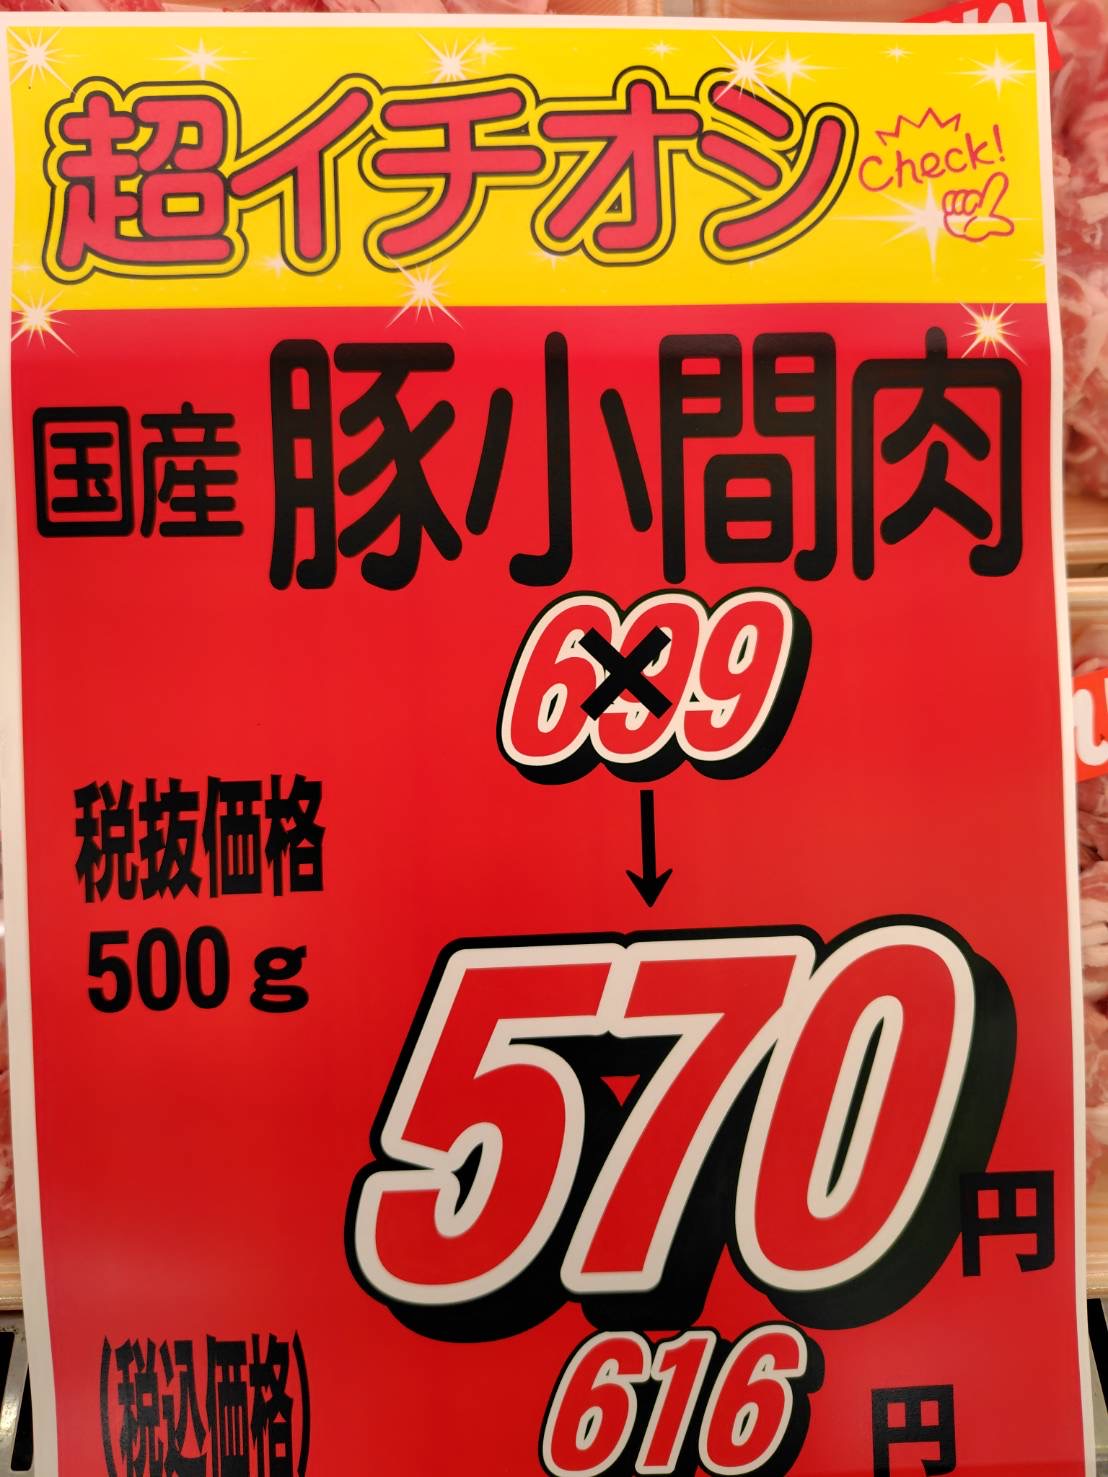 超イチオシ
Check!
国産 豚小間肉
699
税抜価格
500g
570円
(税込価格)
616円